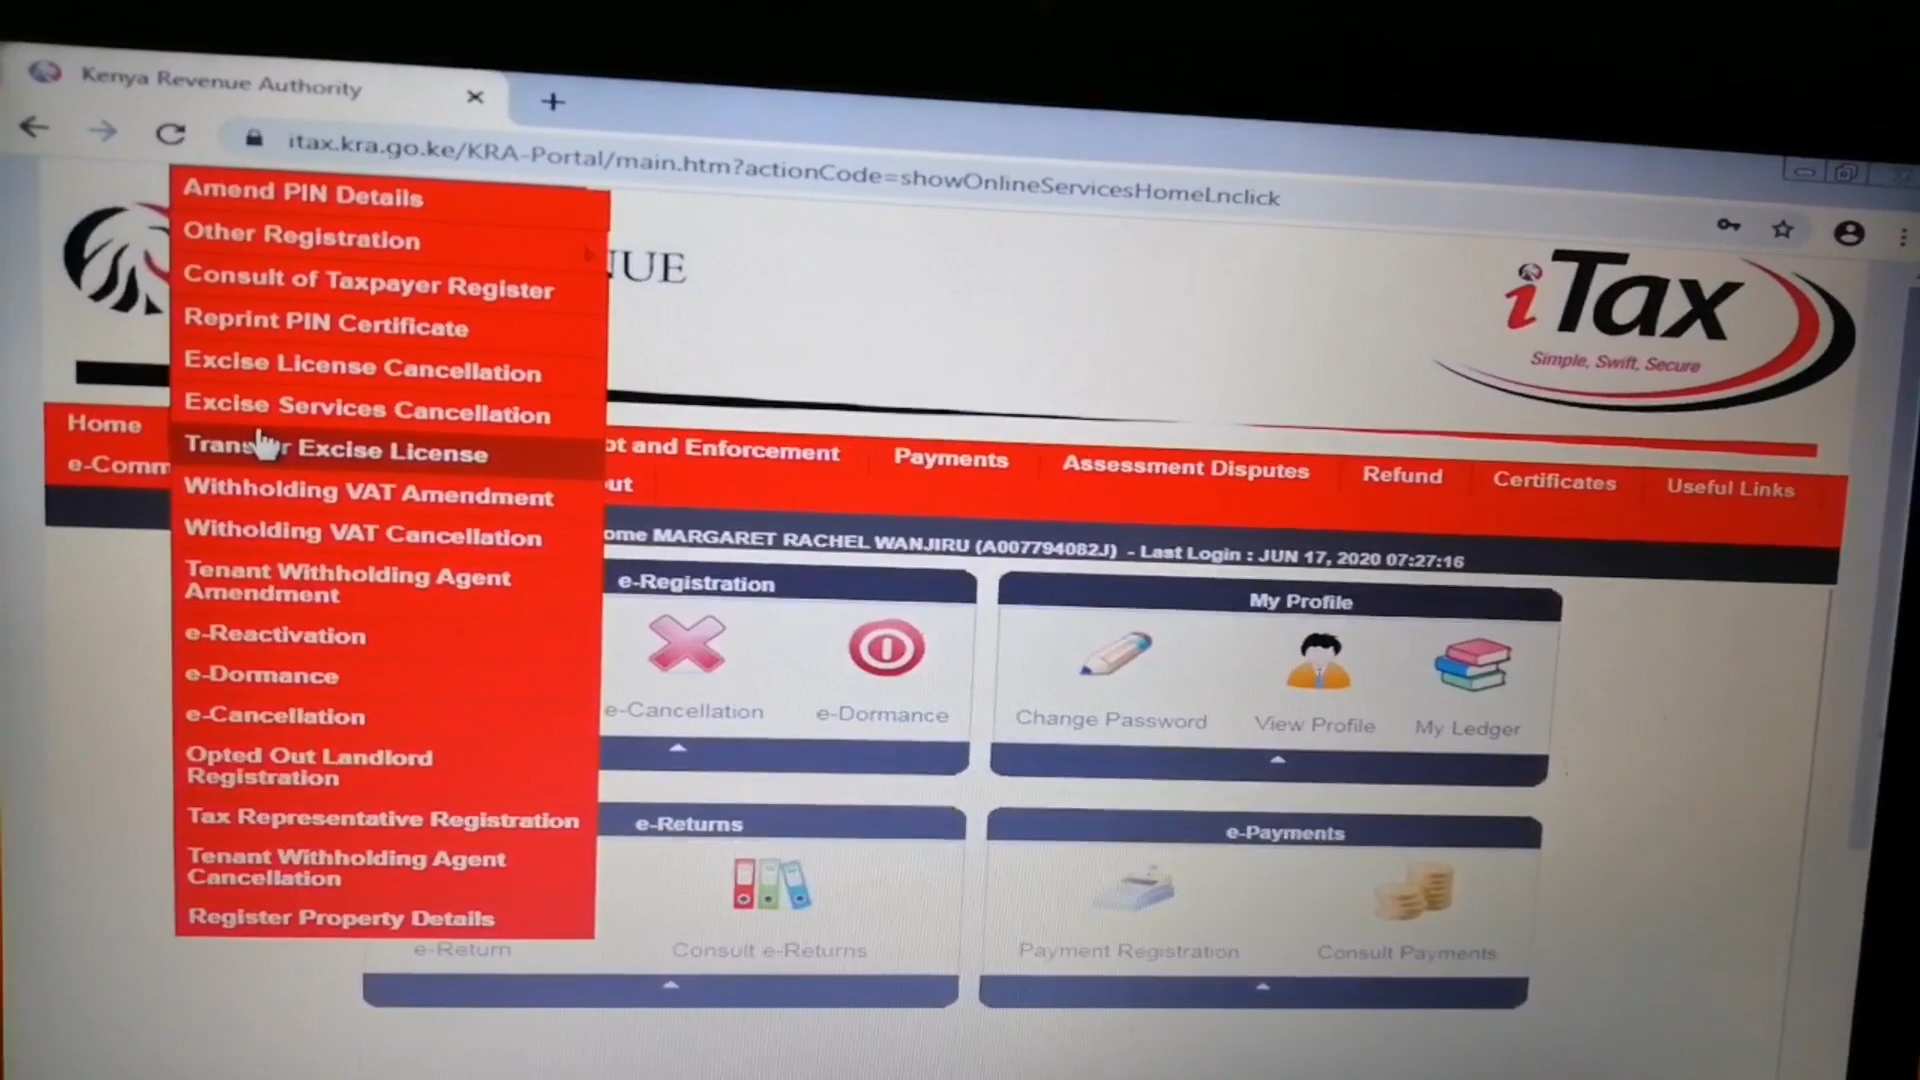 Kenya Revenue Authority
itax.kra.go.ke/KRA-Portal/main.htm?actionCode=showOnlineServicesHomeLnclick
Amend PIN Details
Other Registration
Consult of Taxpayer Register
Reprint PIN Certificate
Excise License Cancellation
Excise Services Cancellation
Transfer Excise License
Withholding VAT Amendment
Witholding VAT Cancellation
Tenant Withholding Agent
Amendment
e-Reactivation
e-Dormance
e-Cancellation
Opted Out Landlord
Registration
Tax Representative Registration
Tenant Withholding Agent
Cancellation
Register Property Details
NUE
iTax
Simple, Swift, Secure
Home
bt and Enforcement
Payments
Assessment Disputes
Refund
Certificates
Useful Links
e-Comm
ut
ome MARGARET RACHEL WANJIRU (A007794082J) - Last Login : JUN 17, 2020 07:27:16
e-Registration
e-Cancellation
e-Dormance
My Profile
Change Password
View Profile
My Ledger
e-Returns
e-Return
Consult e-Returns
e-Payments
Payment Registration
Consult Payments